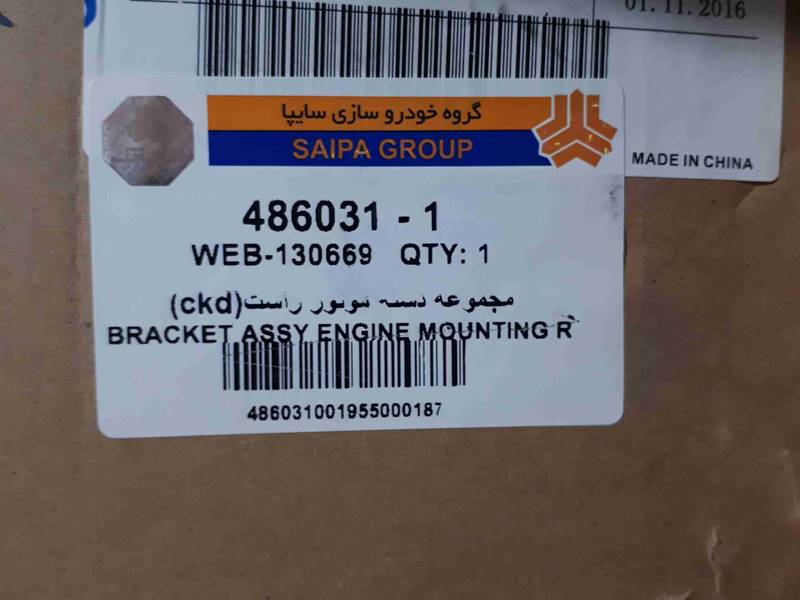 01.11.2016
MADE IN CHINA
گروه خودرو سازی سایپا
SAIPA GROUP
486031 - 1
WEB-130669 QTY: 1
مجموعه دسته موتور راست(ckd)
BRACKET ASSY ENGINE MOUNTING R
486031001955000187